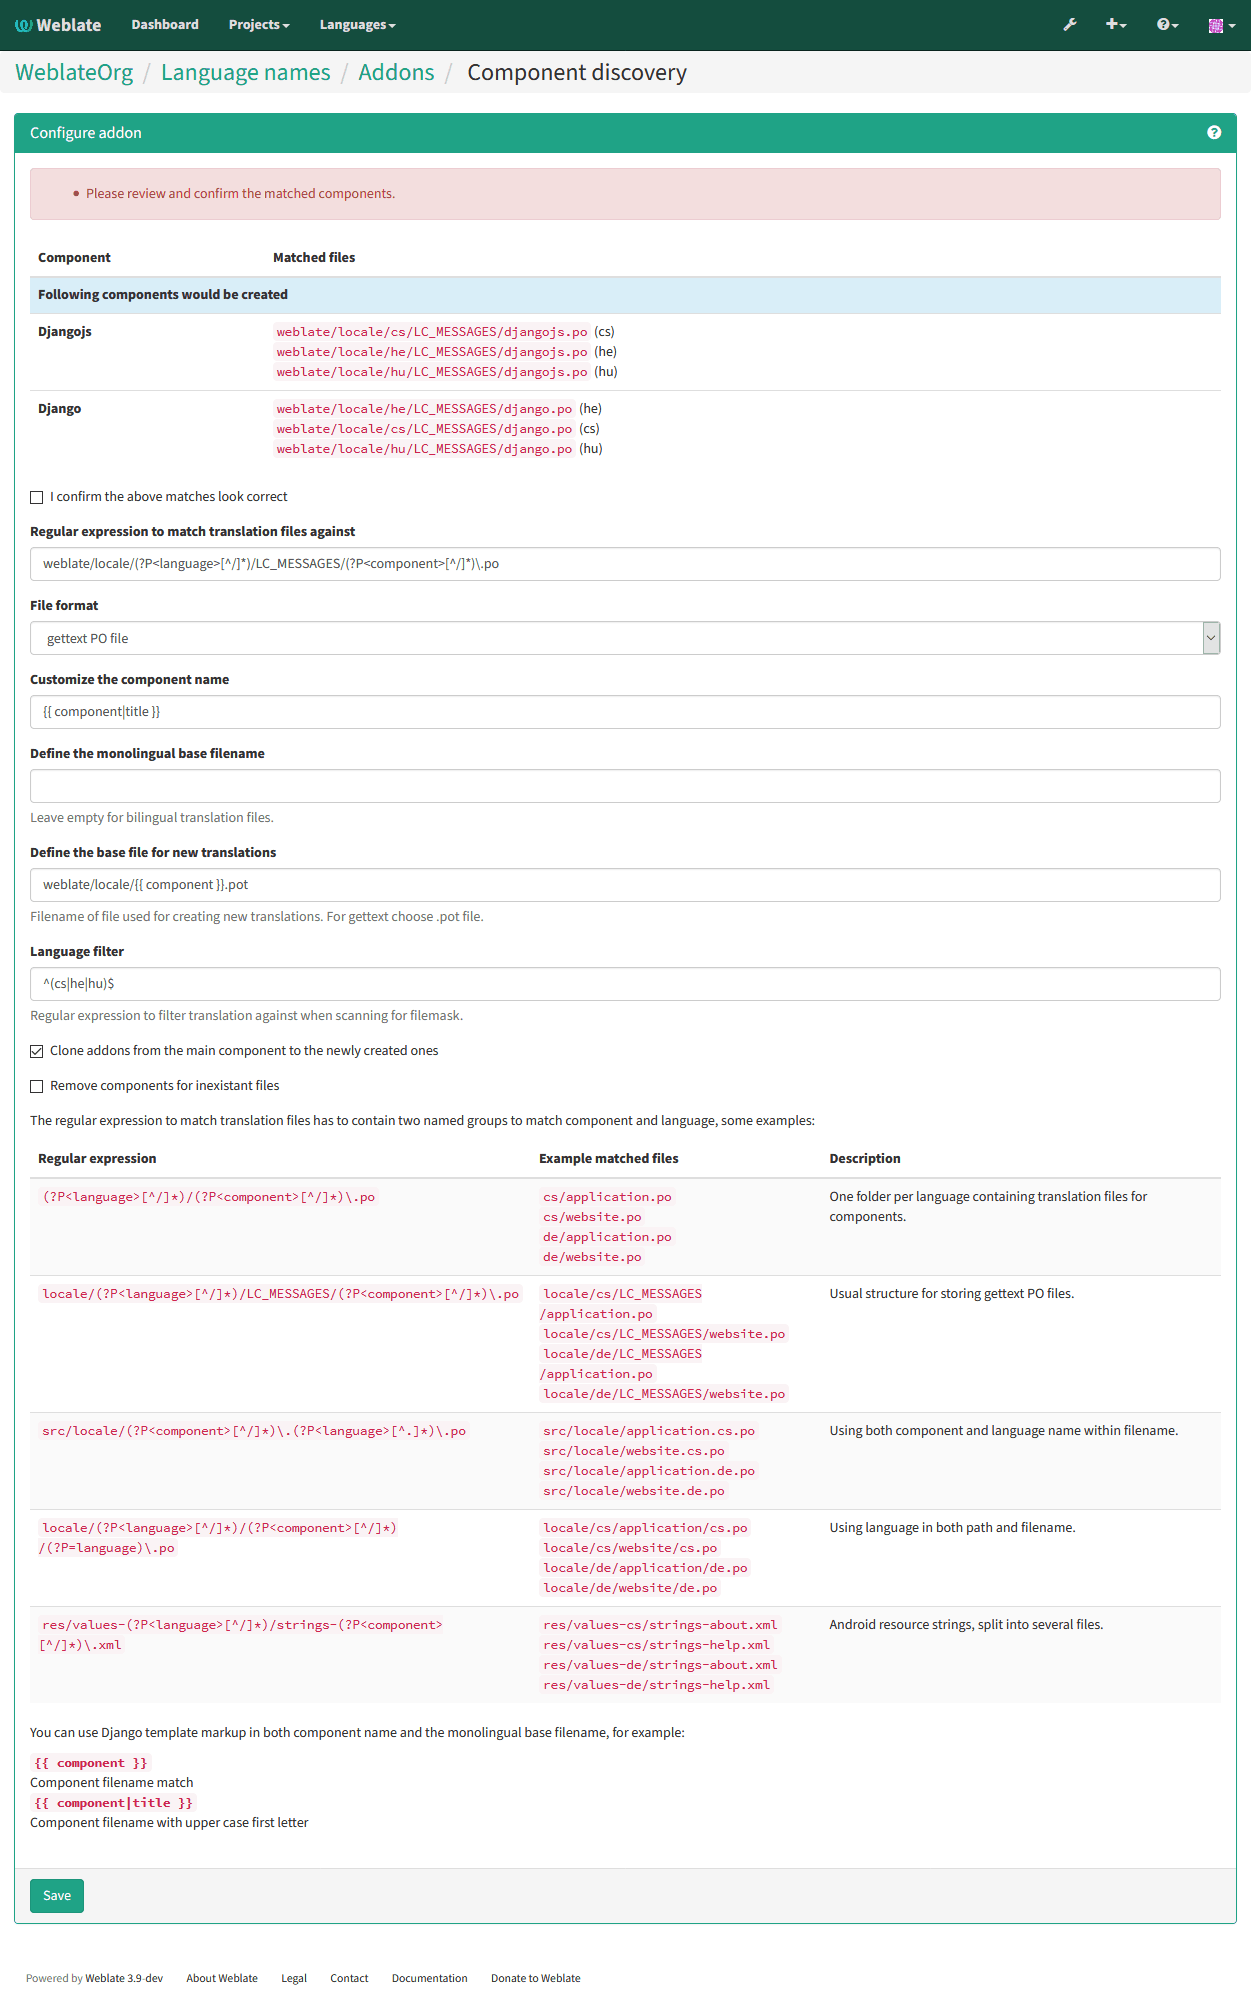 Weblate Dashboard Projects Languages
WeblateOrg / Language names / Addons / Component discovery
Configure addon
Please review and confirm the matched components.
Component Matched files
Following components would be created
Djangojs weblate/locale/cs/LC_MESSAGES/djangojs.po (cs)
weblate/locale/he/LC_MESSAGES/djangojs.po (he)
weblate/locale/hu/LC_MESSAGES/djangojs.po (hu)
Django weblate/locale/he/LC_MESSAGES/django.po (he)
weblate/locale/cs/LC_MESSAGES/django.po (cs)
weblate/locale/hu/LC_MESSAGES/django.po (hu)
I confirm the above matches look correct
Regular expression to match translation files against
weblate/locale/(?P<language>[^/]*)/LC_MESSAGES/(?P<component>[^/]*)\.po
File format
gettext PO file
Customize the component name
{{ component|title }}
Define the monolingual base filename
Leave empty for bilingual translation files.
Define the base file for new translations
weblate/locale/{{ component }}.pot
Filename of file used for creating new translations. For gettext choose .pot file.
Language filter
^(cs|he|hu)$
Regular expression to filter translation against when scanning for filemask.
Clone addons from the main component to the newly created ones
Remove components for inexistant files
The regular expression to match translation files has to contain two named groups to match component and language, some examples:
Regular expression Example matched files Description
(?P<language>[^/]*)/(?P<component>[^/]*)\.po cs/application.po One folder per language containing translation files for
cs/website.po components.
de/application.po
de/website.po
locale/(?P<language>[^/]*)/LC_MESSAGES/(?P<component>[^/]*)\.po locale/cs/LC_MESSAGES Usual structure for storing gettext PO files.
/application.po
locale/cs/LC_MESSAGES/website.po
locale/de/LC_MESSAGES
/application.po
locale/de/LC_MESSAGES/website.po
src/locale/(?P<component>[^/]*)\.(?P<language>[^.]*)\.po src/locale/application.cs.po Using both component and language name within filename.
src/locale/website.cs.po
src/locale/application.de.po
src/locale/website.de.po
locale/(?P<language>[^/]*)/(?P<component>[^/]*) locale/cs/application/cs.po Using language in both path and filename.
/(?P=language)\.po locale/cs/website/cs.po
locale/de/application/de.po
locale/de/website/de.po
res/values-(?P<language>[^/]*)/strings-(?P<component> res/values-cs/strings-about.xml Android resource strings, split into several files.
[^/]*)\.xml res/values-cs/strings-help.xml
res/values-de/strings-about.xml
res/values-de/strings-help.xml
You can use Django template markup in both component name and the monolingual base filename, for example:
{{ component }}
Component filename match
{{ component|title }}
Component filename with upper case first letter
Save
Powered by Weblate 3.9-dev About Weblate Legal Contact Documentation Donate to Weblate